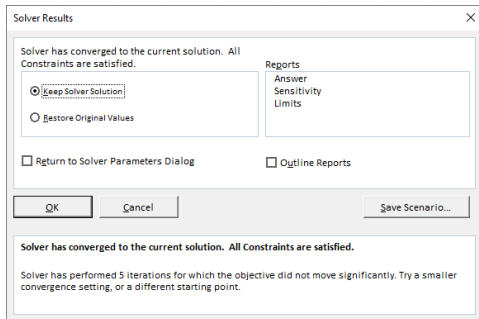 Solver Results
Solver has converged to the current solution. All
Constraints are satisfied.
Keep Solver Solution
Restore Original Values
Reports
Answer
Sensitivity
Limits
Return to Solver Parameters Dialog
Outline Reports
OK
Cancel
Save Scenario...
Solver has converged to the current solution. All Constraints are satisfied.
Solver has performed 5 iterations for which the objective did not move significantly. Try a smaller
convergence setting, or a different starting point.